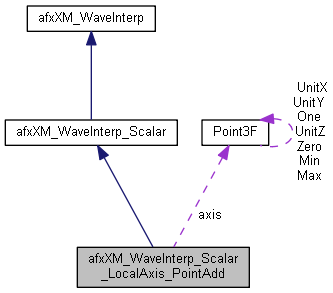 afxXM_WaveInterp
UnitX
UnitY
One
UnitZ
Zero
Min
Max
afxXM_WaveInterp_Scalar
Point3F
axis
afxXM_WaveInterp_Scalar
_LocalAxis_PointAdd